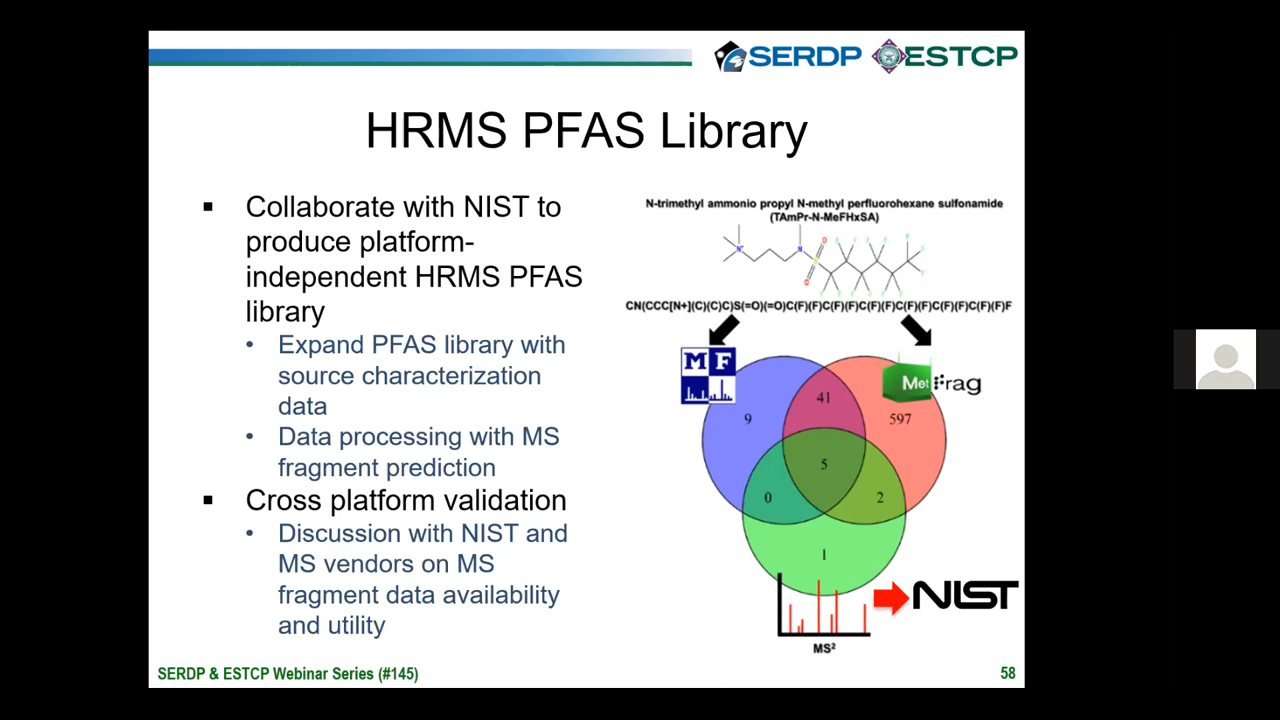 SERDP ESTCP
HRMS PFAS Library
▪ Collaborate with NIST to
produce platform-
independent HRMS PFAS
library
• Expand PFAS library with
source characterization
data
• Data processing with MS
fragment prediction
▪ Cross platform validation
• Discussion with NIST and
MS vendors on MS
fragment data availability
and utility
N-trimethyl ammonio propyl N-methyl perfluorohexane sulfonamide
(TAmPr-N-MeFHxSA)
CN(CCC[N+](C)(C)C)S(=O)(=O)C(F)(F)C(F)(F)C(F)(F)C(F)(F)C(F)(F)C(F)(F)F
M F
MetFrag
41
9
597
5
0
2
1
NIST
MS²
SERDP & ESTCP Webinar Series (#145)
58